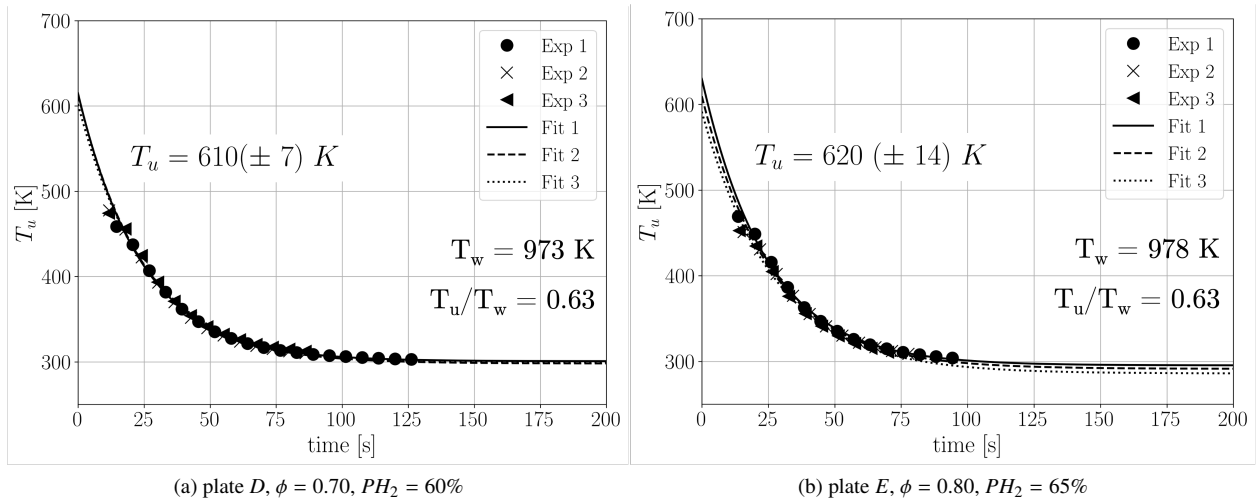 700
600
500
400
300
T_u [K]
0 25 50 75 100 125 150 175 200
time [s]
Exp 1
Exp 2
Exp 3
Fit 1
Fit 2
Fit 3
T_u = 610(± 7) K
T_w = 973 K
T_u/T_w = 0.63
(a) plate D, ϕ = 0.70, PH_2 = 60%
700
600
500
400
300
T_u [K]
0 25 50 75 100 125 150 175 200
time [s]
Exp 1
Exp 2
Exp 3
Fit 1
Fit 2
Fit 3
T_u = 620 (± 14) K
T_w = 978 K
T_u/T_w = 0.63
(b) plate E, ϕ = 0.80, PH_2 = 65%